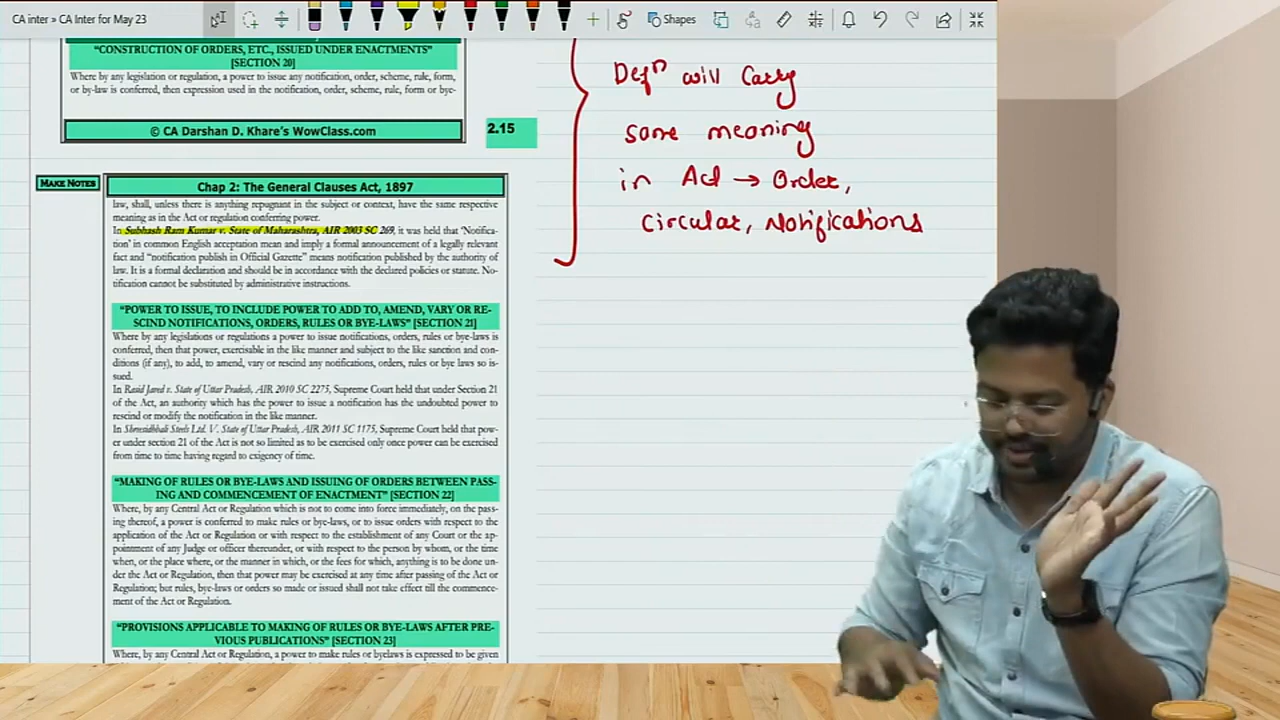 CA inter » CA Inter for May 23
Shapes
“CONSTRUCTION OF ORDERS, ETC., ISSUED UNDER ENACTMENTS”
[SECTION 20]
Where by any legislation or regulation, a power to issue any notification, order, scheme, rule, form,
or by-law is conferred, then expression used in the notification, order, scheme, rule, form or bye-
© CA Darshan D. Khare’s WowClass.com
2.15
MAKE NOTES
Chap 2: The General Clauses Act, 1897
law, shall, unless there is anything repugnant in the subject or context, have the same respective
meaning as in the Act or regulation conferring power.
In Subhash Ram Kumar v. State of Maharashtra, AIR 2003 SC 269, it was held that ‘Notifica-
tion’ in common English acceptation mean and imply a formal announcement of a legally relevant
fact and “notification publish in Official Gazette” means notification published by the authority of
law. It is a formal declaration and should be in accordance with the declared policies or statute. No-
tification cannot be substituted by administrative instructions.
“POWER TO ISSUE, TO INCLUDE POWER TO ADD TO, AMEND, VARY OR RE-
SCIND NOTIFICATIONS, ORDERS, RULES OR BYE-LAWS” [SECTION 21]
Where by any legislations or regulations a power to issue notifications, orders, rules or bye-laws is
conferred, then that power, exercisable in the like manner and subject to the like sanction and con-
ditions (if any), to add, to amend, vary or rescind any notifications, orders, rules or bye laws so is-
sued.
In Rasid Javed v. State of Uttar Pradesh, AIR 2010 SC 2275, Supreme Court held that under Section 21
of the Act, an authority which has the power to issue a notification has the undoubted power to
rescind or modify the notification in the like manner.
In Shreesidhbali Steels Ltd. V. State of Uttar Pradesh, AIR 2011 SC 1175, Supreme Court held that pow-
er under section 21 of the Act is not so limited as to be exercised only once power can be exercised
from time to time having regard to exigency of time.
“MAKING OF RULES OR BYE-LAWS AND ISSUING OF ORDERS BETWEEN PASS-
ING AND COMMENCEMENT OF ENACTMENT” [SECTION 22]
Where, by any Central Act or Regulation which is not to come into force immediately, on the pass-
ing thereof, a power is conferred to make rules or bye-laws, or to issue orders with respect to the
application of the Act or Regulation or with respect to the establishment of any Court or the ap-
pointment of any Judge or officer thereunder, or with respect to the person by whom, or the time
when, or the place where, or the manner in which, or the fees for which, anything is to be done un-
der the Act or Regulation, then that power may be exercised at any time after passing of the Act or
Regulation; but rules, bye-laws or orders so made or issued shall not take effect till the commence-
ment of the Act or Regulation.
“PROVISIONS APPLICABLE TO MAKING OF RULES OR BYE-LAWS AFTER PRE-
VIOUS PUBLICATIONS” [SECTION 23]
Where, by any Central Act or Regulation, a power to make rules or byelaws is expressed to be given
Defⁿ will Carry
same meaning
in Act → Order,
Circular, Notifications